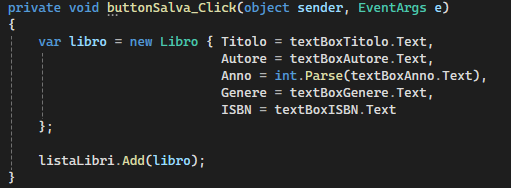 private void buttonSalva_Click(object sender, EventArgs e)
{
    var libro = new Libro { Titolo = textBoxTitolo.Text,
                            Autore = textBoxAutore.Text,
                            Anno = int.Parse(textBoxAnno.Text),
                            Genere = textBoxGenere.Text,
                            ISBN = textBoxISBN.Text
    };

    listaLibri.Add(libro);
}